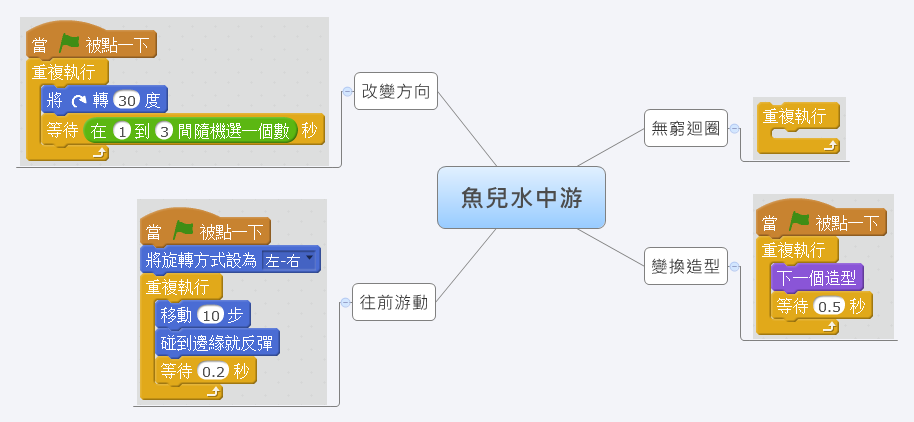 當 被點一下
重複執行
將 轉 30 度
等待 在 1 到 3 間隨機選一個數 秒
改變方向
當 被點一下
將旋轉方式設為 左-右
重複執行
移動 10 步
碰到邊緣就反彈
等待 0.2 秒
往前游動
魚兒水中游
無窮迴圈
重複執行
變換造型
當 被點一下
重複執行
下一個造型
等待 0.5 秒